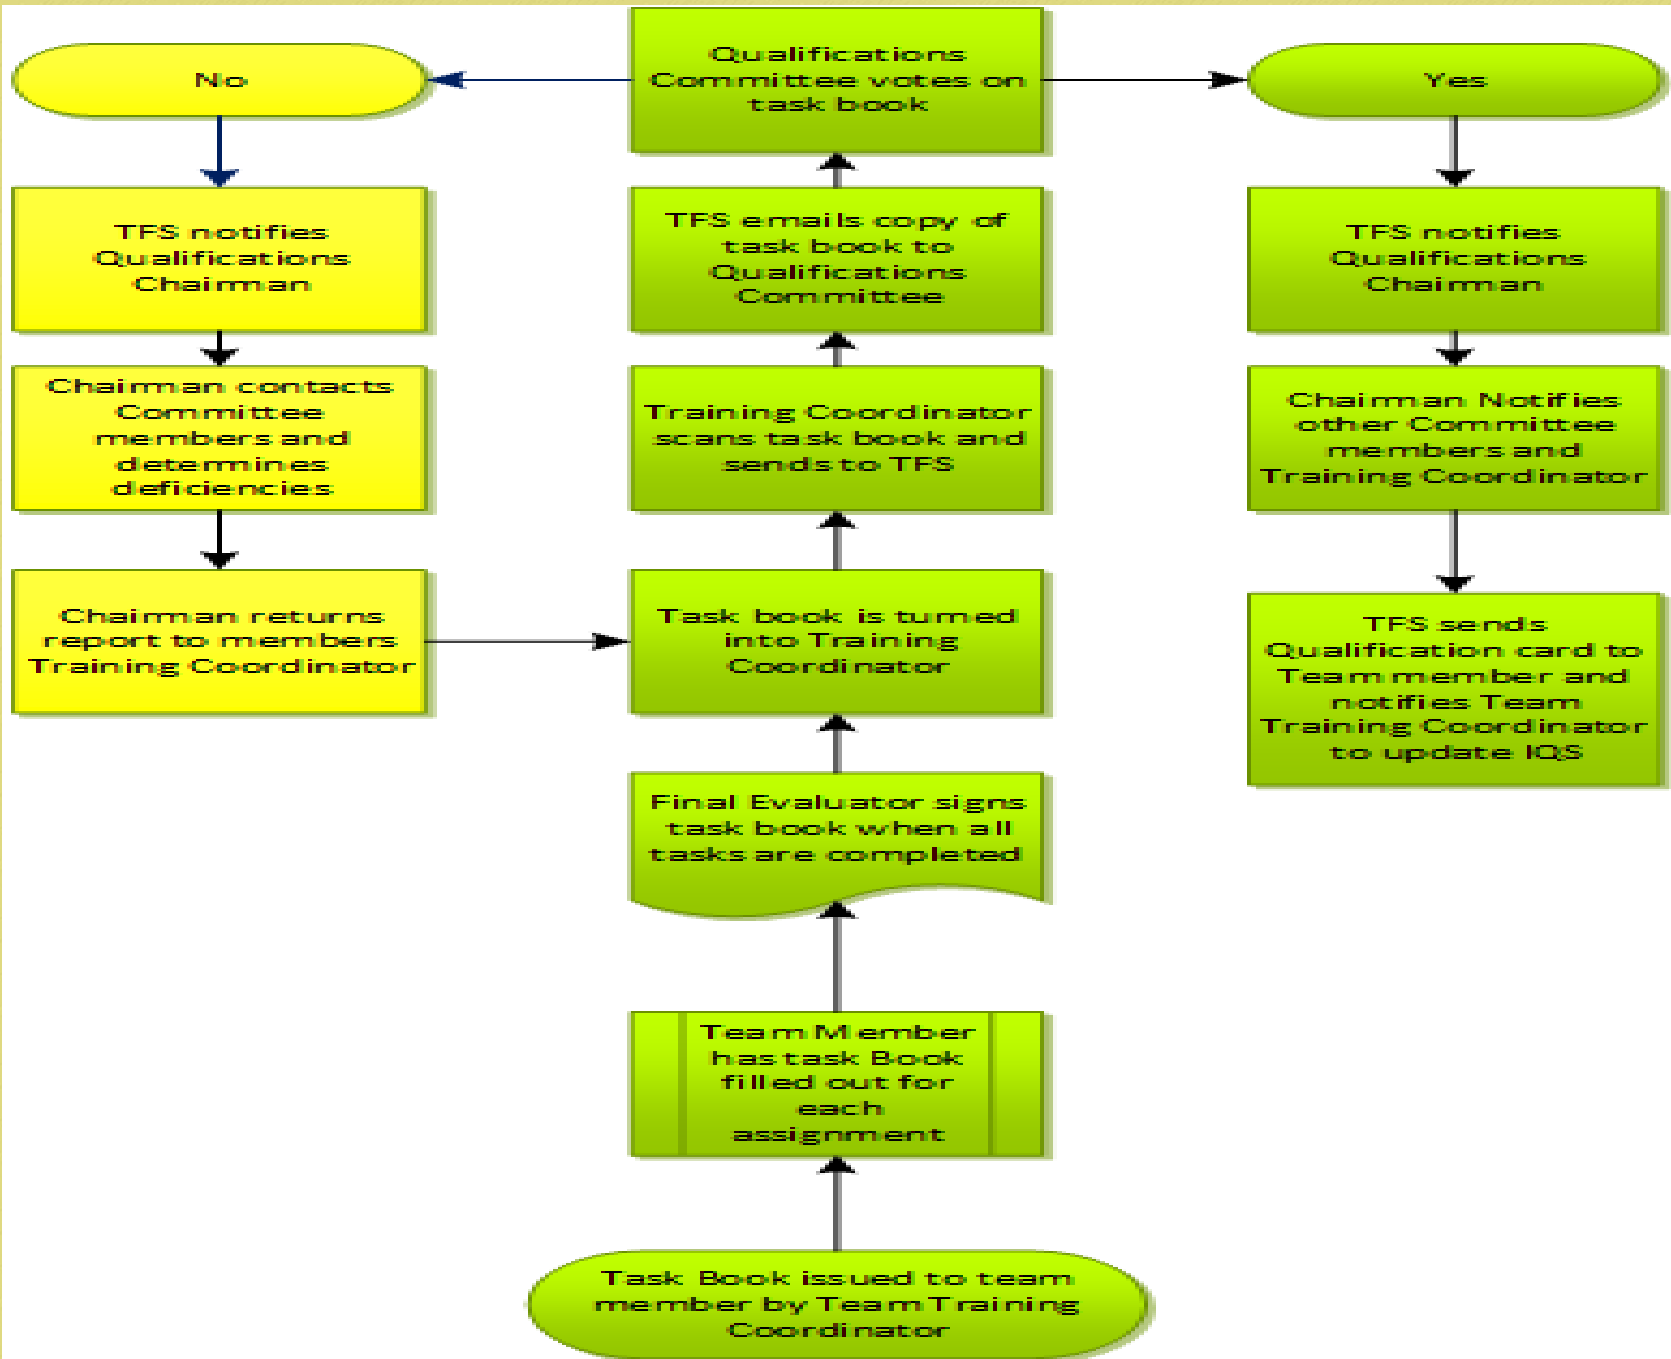 No
Qualifications
Committee votes on
task book
Yes
TFS notifies
Qualifications
Chairman
TFS emails copy of
task book to
Qualifications
Committee
TFS notifies
Qualifications
Chairman
Chairman contacts
Committee
members and
determines
deficiencies
Training Coordinator
scans task book and
sends to TFS
Chairman Notifies
other Committee
members and
Training Coordinator
Chairman returns
report to members
Training Coordinator
Task book is turned
into Training
Coordinator
TFS sends
Qualification card to
Team member and
notifies Team
Training Coordinator
to update IQS
Final Evaluator signs
task book when all
tasks are completed
Team Member
has task Book
filled out for
each
assignment
Task Book issued to team
member by Team Training
Coordinator